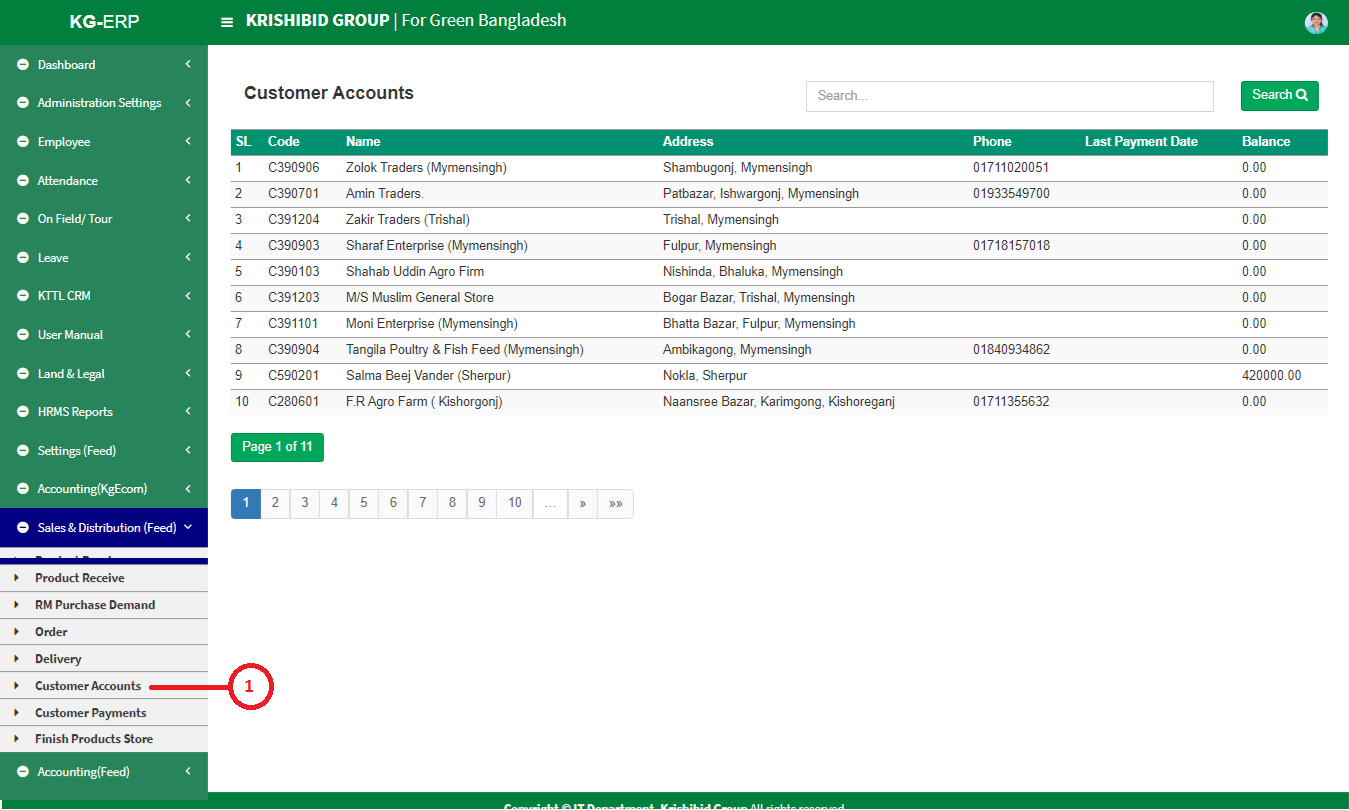 KG-ERP
KRISHIBID GROUP | For Green Bangladesh
Dashboard
Administration Settings
Employee
Attendance
On Field/ Tour
Leave
KTTL CRM
User Manual
Land & Legal
HRMS Reports
Settings (Feed)
Accounting(KgEcom)
Sales & Distribution (Feed)
Product Receive
RM Purchase Demand
Order
Delivery
Customer Accounts
Customer Payments
Finish Products Store
Accounting(Feed)
1
Customer Accounts
Search...
Search
SL Code Name Address Phone Last Payment Date Balance
1 C390906 Zolok Traders (Mymensingh) Shambugonj, Mymensingh 01711020051 0.00
2 C390701 Amin Traders. Patbazar, Ishwargonj, Mymensingh 01933549700 0.00
3 C391204 Zakir Traders (Trishal) Trishal, Mymensingh 0.00
4 C390903 Sharaf Enterprise (Mymensingh) Fulpur, Mymensingh 01718157018 0.00
5 C390103 Shahab Uddin Agro Firm Nishinda, Bhaluka, Mymensingh 0.00
6 C391203 M/S Muslim General Store Bogar Bazar, Trishal, Mymensingh 0.00
7 C391101 Moni Enterprise (Mymensingh) Bhatta Bazar, Fulpur, Mymensingh 0.00
8 C390904 Tangila Poultry & Fish Feed (Mymensingh) Ambikagong, Mymensingh 01840934862 0.00
9 C590201 Salma Beej Vander (Sherpur) Nokla, Sherpur 420000.00
10 C280601 F.R Agro Farm ( Kishorgonj) Naansree Bazar, Karimgong, Kishoreganj 01711355632 0.00
Page 1 of 11
1 2 3 4 5 6 7 8 9 10 ... » »»
Copyright © IT Department, Krishibid Group All rights reserved